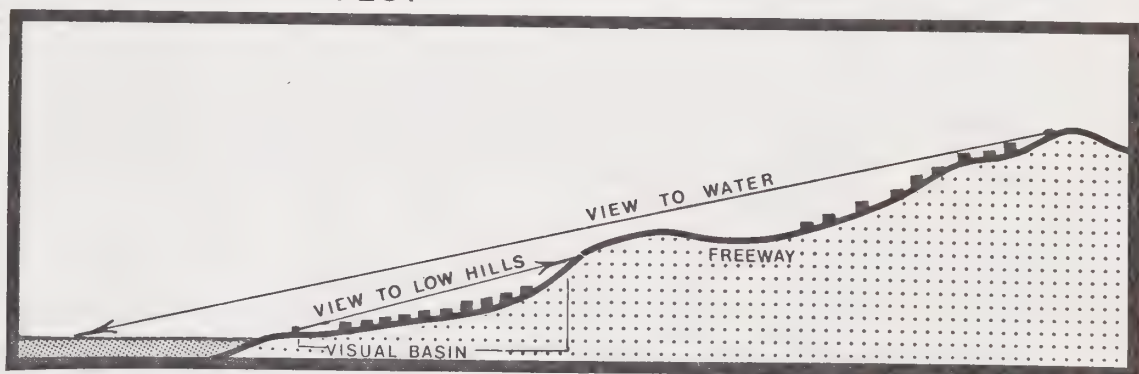 VIEW TO WATER
FREEWAY
VIEW TO LOW HILLS
VISUAL BASIN